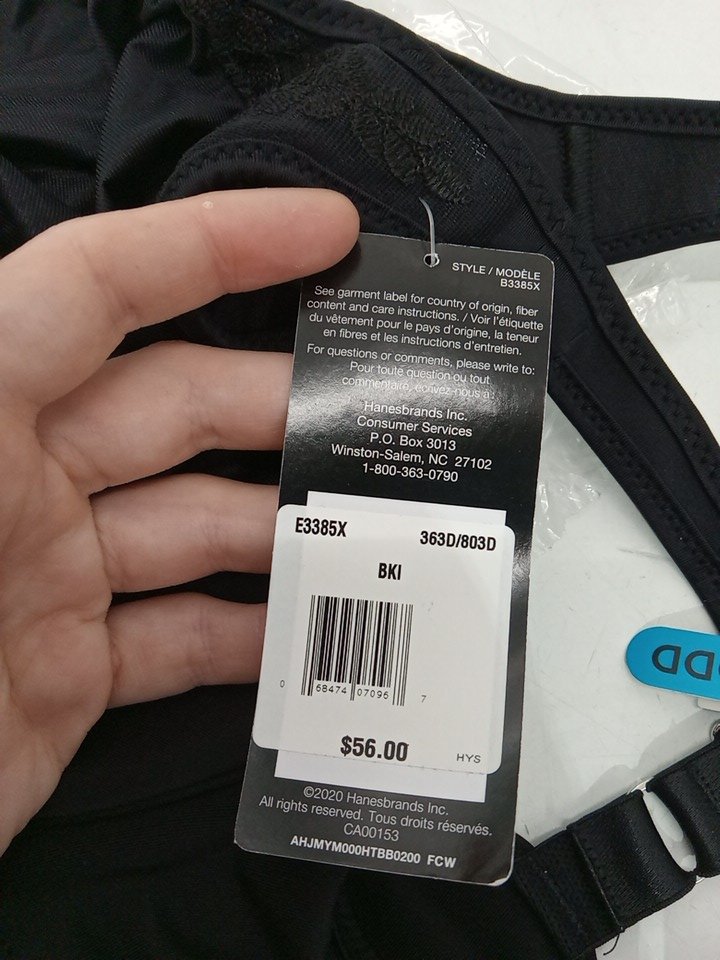 STYLE / MODÈLE
B3385X
See garment label for country of origin, fiber
content and care instructions. / Voir l'étiquette
du vêtement pour le pays d'origine, la teneur
en fibres et les instructions d'entretien.
For questions or comments, please write to:
Pour toute question ou tout
commentaire, écrivez-nous à:
Hanesbrands Inc.
Consumer Services
P.O. Box 3013
Winston-Salem, NC 27102
1-800-363-0790
E3385X 363D/803D
BKI
0 68474 07096 7
$56.00 HYS
©2020 Hanesbrands Inc.
All rights reserved. Tous droits réservés.
CA00153
AHJMYM000HTBB0200 FCW